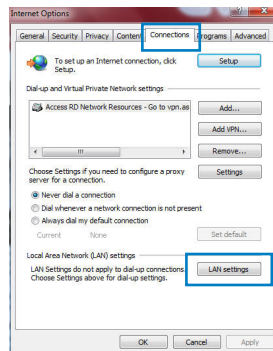 Internet Options
General Security Privacy Content Connections Programs Advanced
To set up an Internet connection, click
Setup.
Setup
Dial-up and Virtual Private Network settings
Access RD Network Resources - Go to vpn.as
Add...
Add VPN...
Remove...
Choose Settings if you need to configure a proxy
server for a connection.
Settings
Never dial a connection
Dial whenever a network connection is not present
Always dial my default connection
Current None
Set default
Local Area Network (LAN) settings
LAN Settings do not apply to dial-up connections.
Choose Settings above for dial-up settings.
LAN settings
OK Cancel Apply